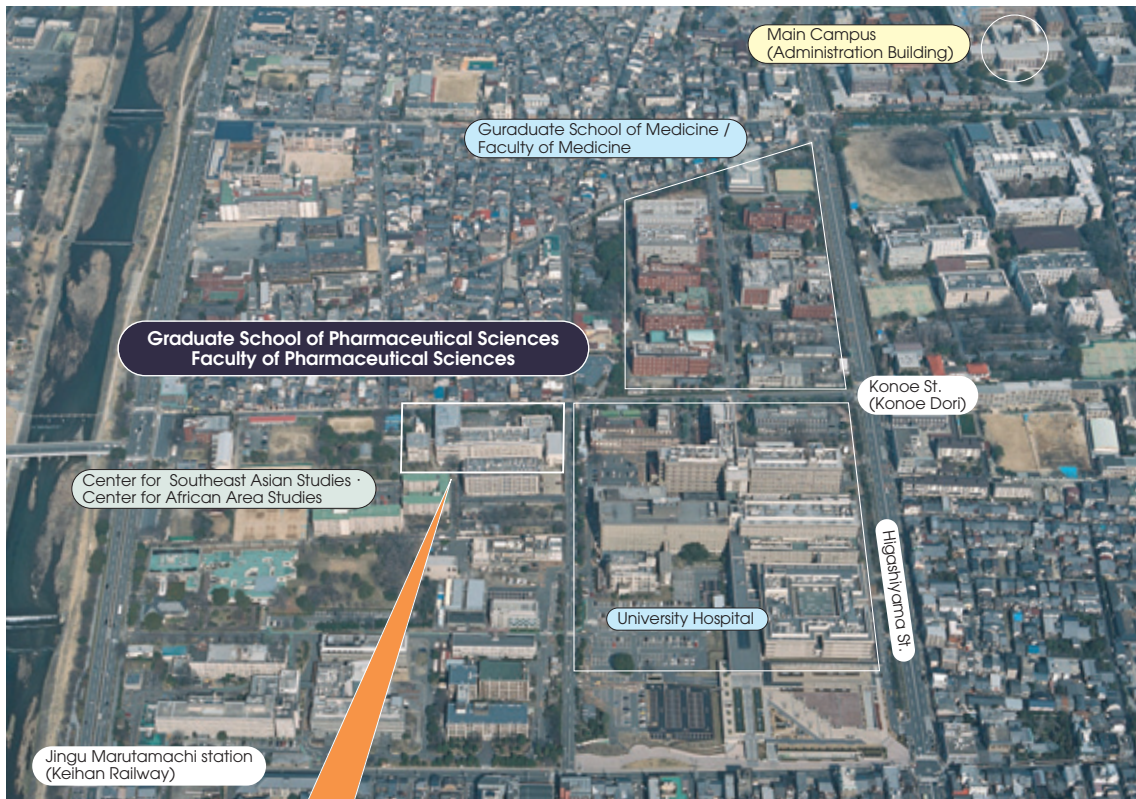 Main Campus
(Administration Building)
Guraduate School of Medicine /
Faculty of Medicine
Graduate School of Pharmaceutical Sciences
Faculty of Pharmaceutical Sciences
Konoe St.
(Konoe Dori)
Center for Southeast Asian Studies ·
Center for African Area Studies
Higashiyama St.
University Hospital
Jingu Marutamachi station
(Keihan Railway)